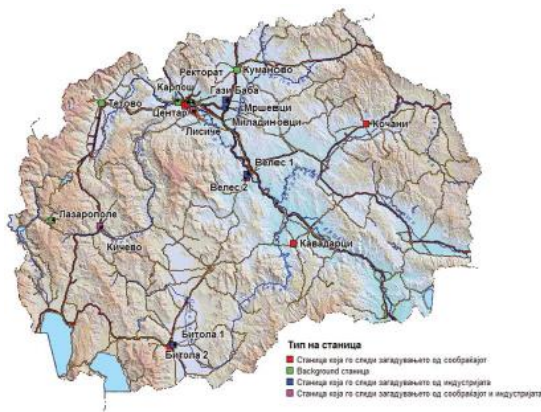 Ректорат
Куманово
Карпош
Гази Баба
Тетово
Мршевци
Центар
Миладиновци
Кочани
Лисиче
Велес 1
Велес 2
Лазарополе
Кичево
Кавадарци
Битола 1
Битола 2
Тип на станица
Станица која го следи загадувањето од сообраќајот
Background станица
Станица која го следи загадувањето од индустријата
Станица која го следи загадувањето од сообраќајот и индустријата